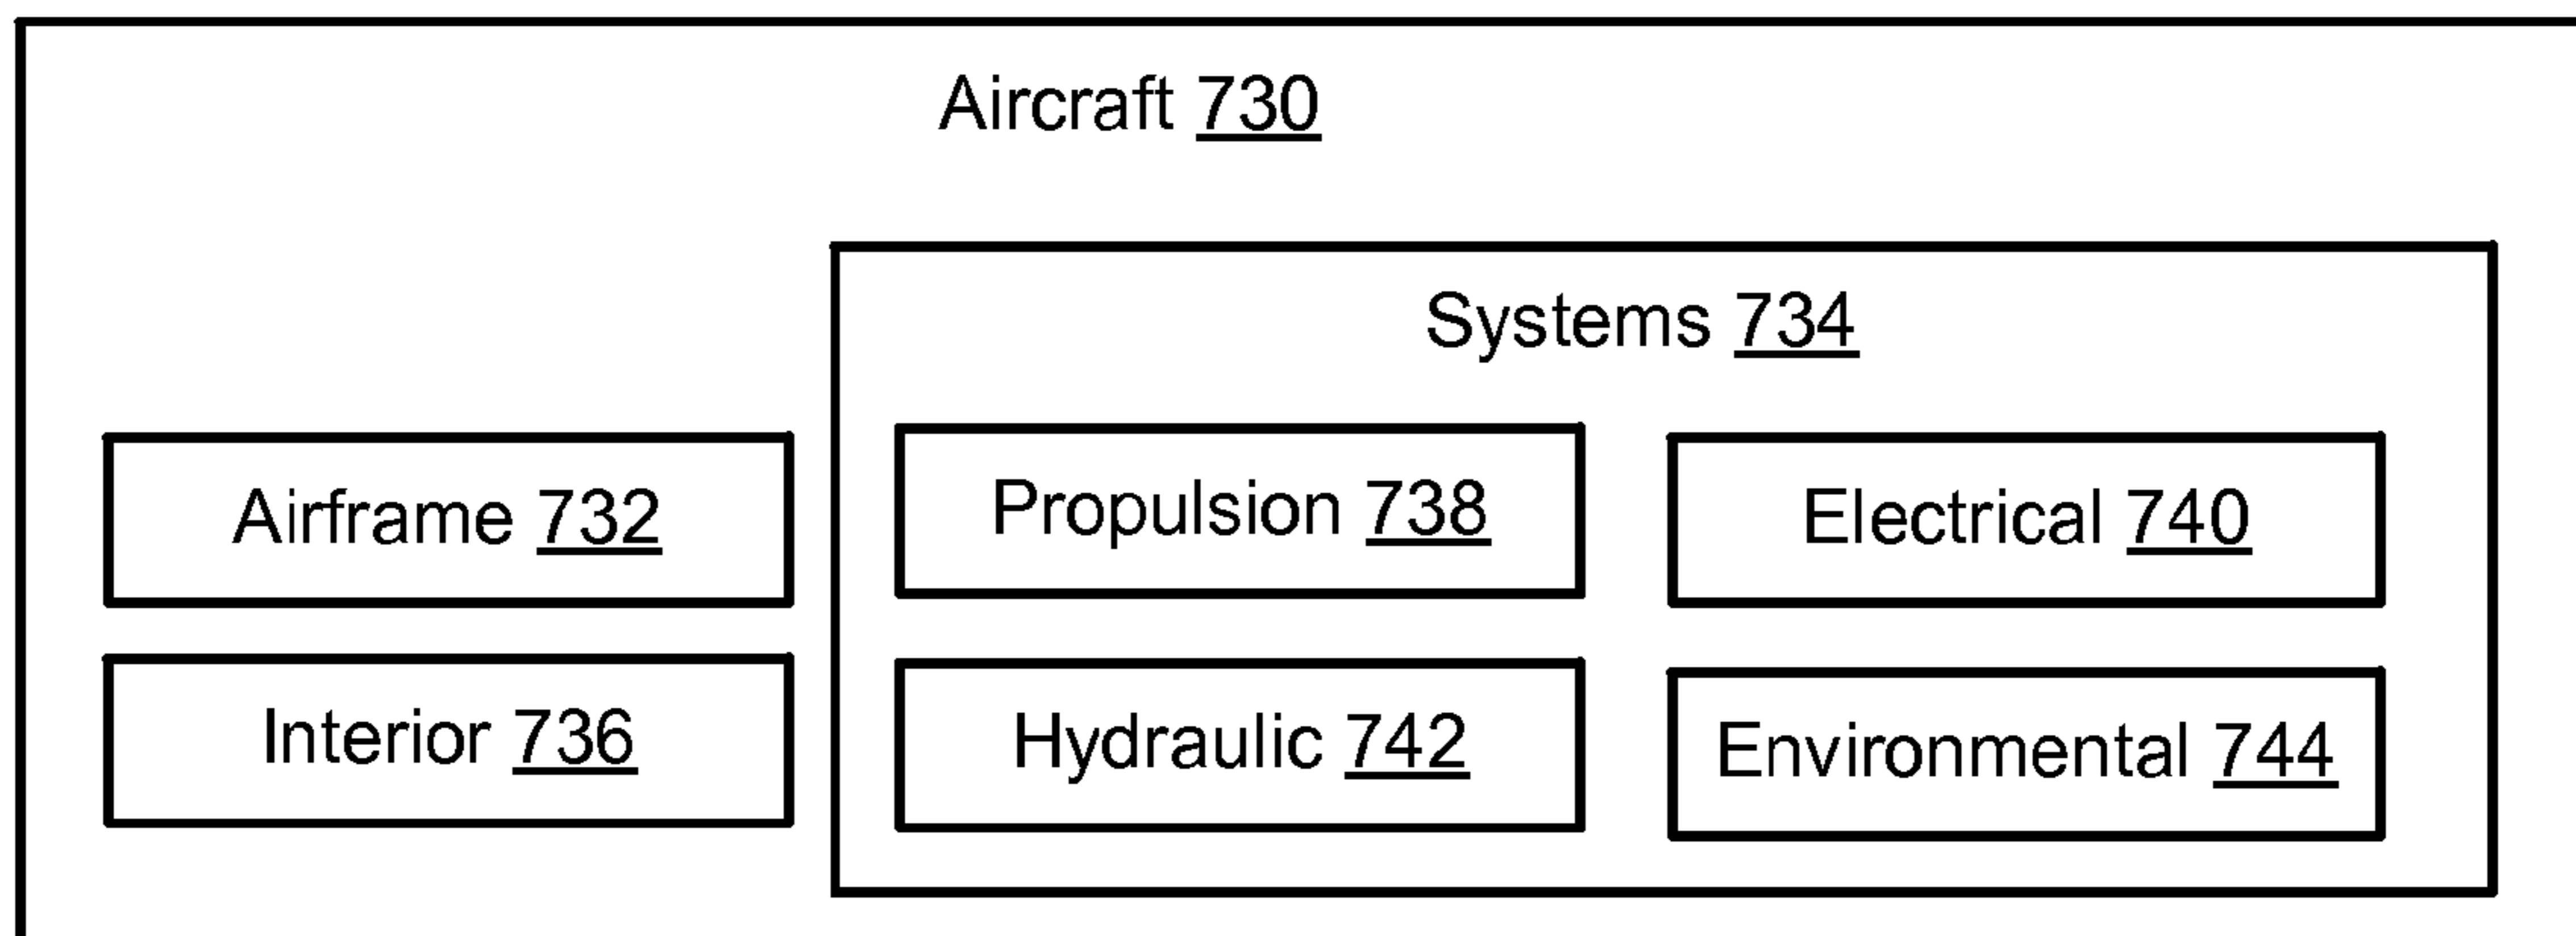 Aircraft 730
Systems 734
Airframe 732
Propulsion 738
Electrical 740
Interior 736
Hydraulic 742
Environmental 744